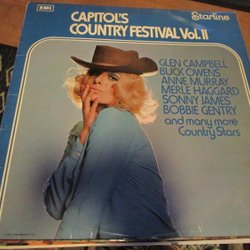 EMI
CAPITOL'S
COUNTRY FESTIVAL Vol. II
Starline
GLEN CAMPBELL
BUCK OWENS
ANNE MURRAY
MERLE HAGGARD
SONNY JAMES
BOBBIE GENTRY
and many more
Country Stars